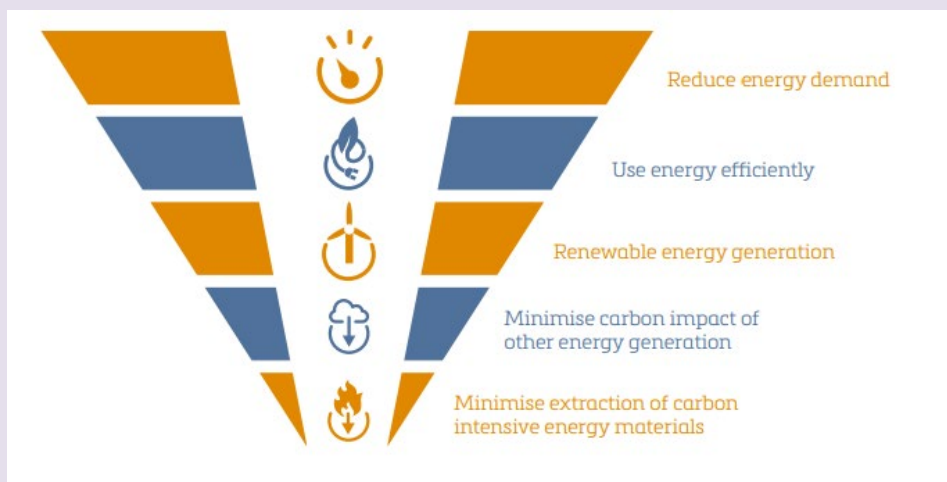 Reduce energy demand
Use energy efficiently
Renewable energy generation
Minimise carbon impact of
other energy generation
Minimise extraction of carbon
intensive energy materials